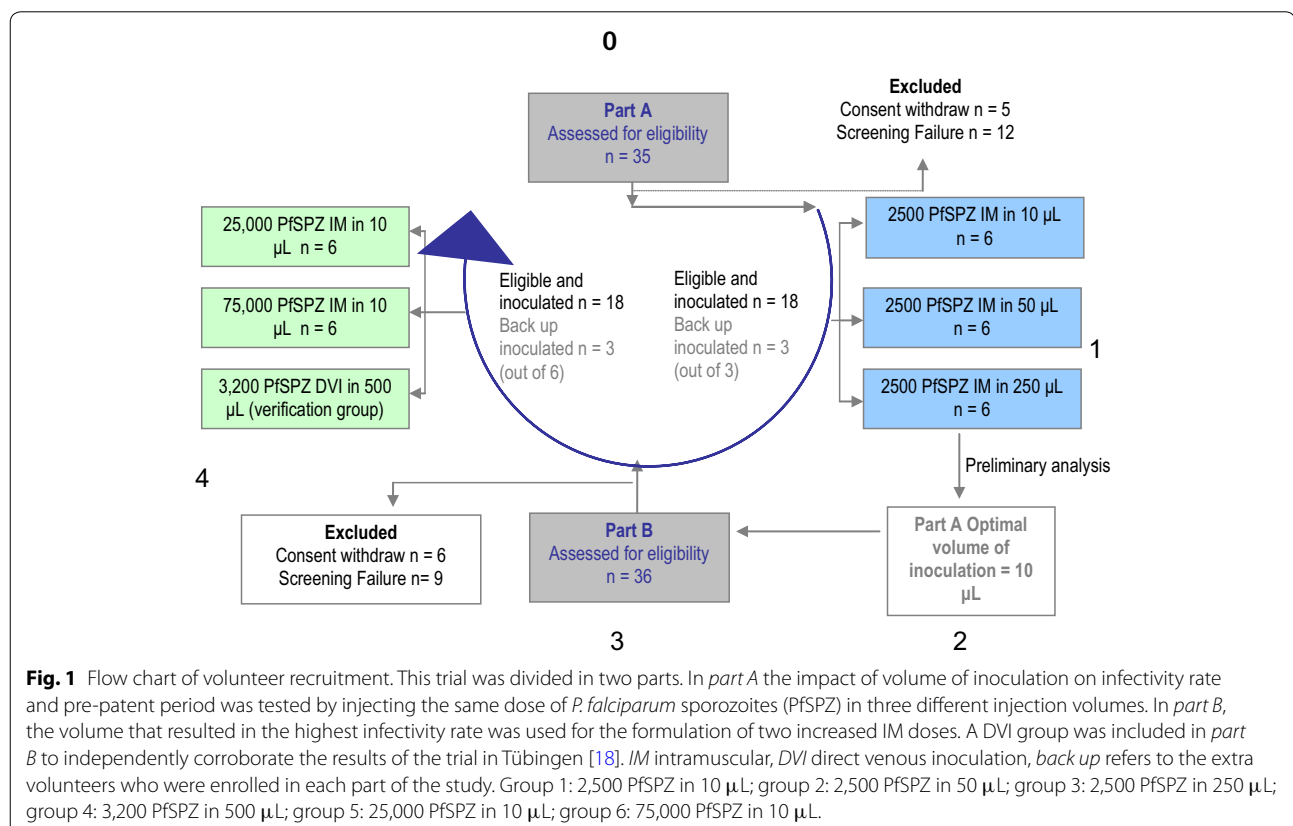 0
Part A
Assessed for eligibility
n = 35
Excluded
Consent withdraw n = 5
Screening Failure n = 12
25,000 PfSPZ IM in 10
µL n = 6
75,000 PfSPZ IM in 10
µL n = 6
3,200 PfSPZ DVI in 500
µL (verification group)
4
Eligible and
inoculated n = 18
Back up
inoculated n = 3
(out of 6)
Eligible and
inoculated n = 18
Back up
inoculated n = 3
(out of 3)
2500 PfSPZ IM in 10 µL
n = 6
2500 PfSPZ IM in 50 µL
n = 6
1
2500 PfSPZ IM in 250 µL
n = 6
Preliminary analysis
Excluded
Consent withdraw n = 6
Screening Failure n= 9
Part B
Assessed for eligibility
n = 36
Part A Optimal
volume of
inoculation = 10
µL
3
2
Fig. 1 Flow chart of volunteer recruitment. This trial was divided in two parts. In part A the impact of volume of inoculation on infectivity rate
and pre-patent period was tested by injecting the same dose of P. falciparum sporozoites (PfSPZ) in three different injection volumes. In part B,
the volume that resulted in the highest infectivity rate was used for the formulation of two increased IM doses. A DVI group was included in part
B to independently corroborate the results of the trial in Tübingen [18]. IM intramuscular, DVI direct venous inoculation, back up refers to the extra
volunteers who were enrolled in each part of the study. Group 1: 2,500 PfSPZ in 10 µL; group 2: 2,500 PfSPZ in 50 µL; group 3: 2,500 PfSPZ in 250 µL;
group 4: 3,200 PfSPZ in 500 µL; group 5: 25,000 PfSPZ in 10 µL; group 6: 75,000 PfSPZ in 10 µL.